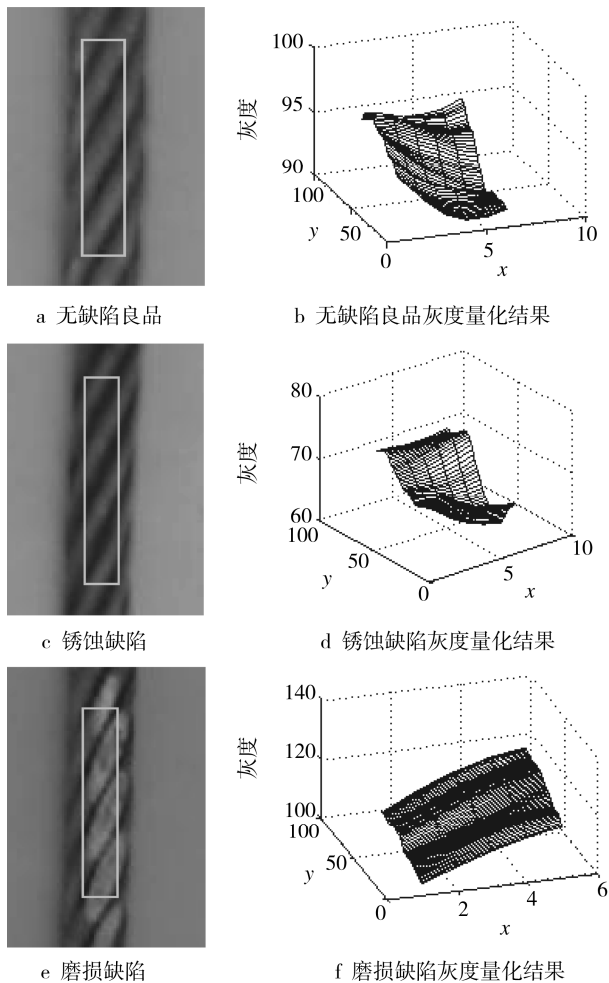 100
95
90
灰度
100
50
0
y
5
10
x
a 无缺陷良品
b 无缺陷良品灰度量化结果
80
70
60
灰度
100
50
0
y
5
10
x
c 锈蚀缺陷
d 锈蚀缺陷灰度量化结果
140
120
100
灰度
100
50
0
y
2
4
6
x
e 磨损缺陷
f 磨损缺陷灰度量化结果